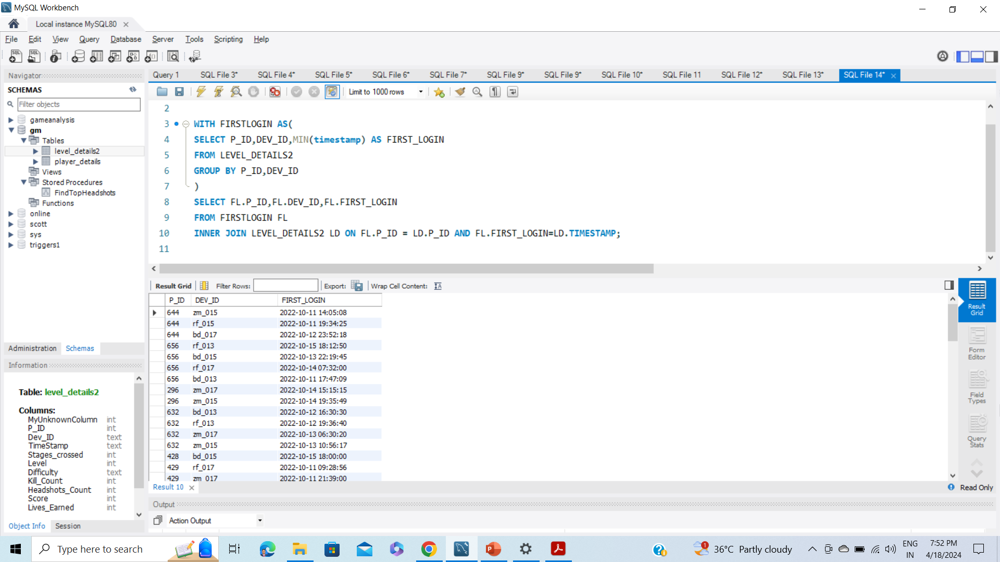 MySQL Workbench
Local instance MySQL80
File Edit View Query Database Server Tools Scripting Help
Navigator
SCHEMAS
Filter objects
gameanalysis
gm
Tables
level_details2
player_details
Views
Stored Procedures
FindTopHeadshots
Functions
online
scott
sys
triggers1
Administration Schemas
Information
Table: level_details2
Columns:
MyUnknownColumn int
P_ID int
Dev_ID text
TimeStamp text
Stages_crossed int
Level int
Difficulty text
Kill_Count int
Headshots_Count int
Score int
Lives_Earned int
Object Info Session
Query 1 SQL File 3* SQL File 4* SQL File 5* SQL File 6* SQL File 7* SQL File 9* SQL File 9* SQL File 10* SQL File 11 SQL File 12* SQL File 13* SQL File 14*
Limit to 1000 rows
2
3 WITH FIRSTLOGIN AS(
4 SELECT P_ID,DEV_ID,MIN(timestamp) AS FIRST_LOGIN
5 FROM LEVEL_DETAILS2
6 GROUP BY P_ID,DEV_ID
7 )
8 SELECT FL.P_ID,FL.DEV_ID,FL.FIRST_LOGIN
9 FROM FIRSTLOGIN FL
10 INNER JOIN LEVEL_DETAILS2 LD ON FL.P_ID = LD.P_ID AND FL.FIRST_LOGIN=LD.TIMESTAMP;
11
Result Grid Filter Rows: Export: Wrap Cell Content:
P_ID DEV_ID FIRST_LOGIN
644 zm_015 2022-10-11 14:05:08
644 rf_015 2022-10-11 19:34:25
644 bd_017 2022-10-12 23:52:18
656 rf_013 2022-10-15 18:12:50
656 bd_015 2022-10-13 22:19:45
656 rf_017 2022-10-14 07:32:00
656 bd_013 2022-10-11 17:47:09
296 zm_017 2022-10-14 15:15:15
296 zm_015 2022-10-14 19:35:49
632 bd_013 2022-10-12 16:30:30
632 rf_013 2022-10-12 19:36:40
632 zm_017 2022-10-13 06:30:20
632 zm_015 2022-10-13 10:56:17
428 bd_015 2022-10-15 18:00:00
429 rf_017 2022-10-11 09:28:56
429 zm_017 2022-10-11 21:39:00
Result Grid
Form Editor
Field Types
Query Stats
Result 10
Read Only
Output
Action Output
Type here to search
36°C Partly cloudy
ENG
IN
7:52 PM
4/18/2024